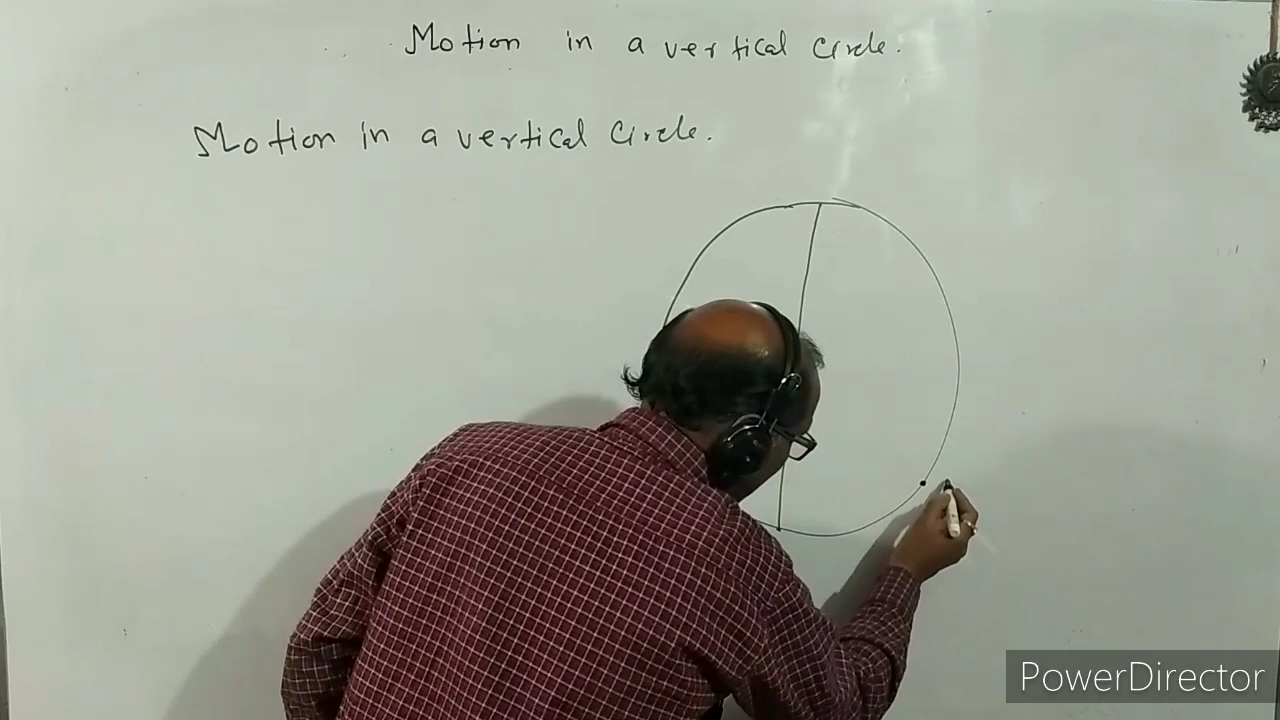 Motion in a vertical circle.
Motion in a vertical circle.
PowerDirector